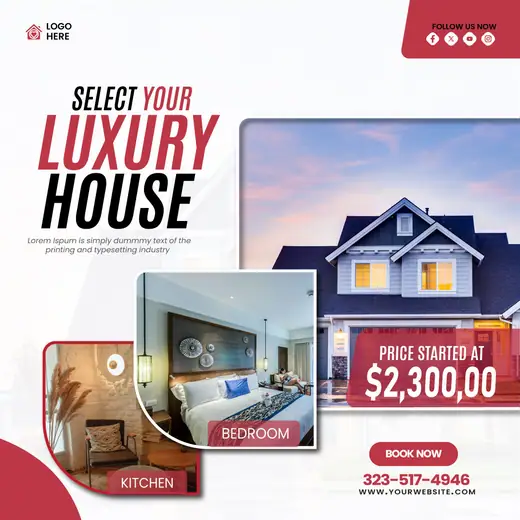 LOGO
HERE
FOLLOW US NOW
SELECT YOUR
LUXURY
HOUSE
Lorem Ispum is simply dummmy text of the
printing and typesetting industry
PRICE STARTED AT
$2,300,00
BEDROOM
KITCHEN
BOOK NOW
323-517-4946
WWW.YOURWEBSITE.COM